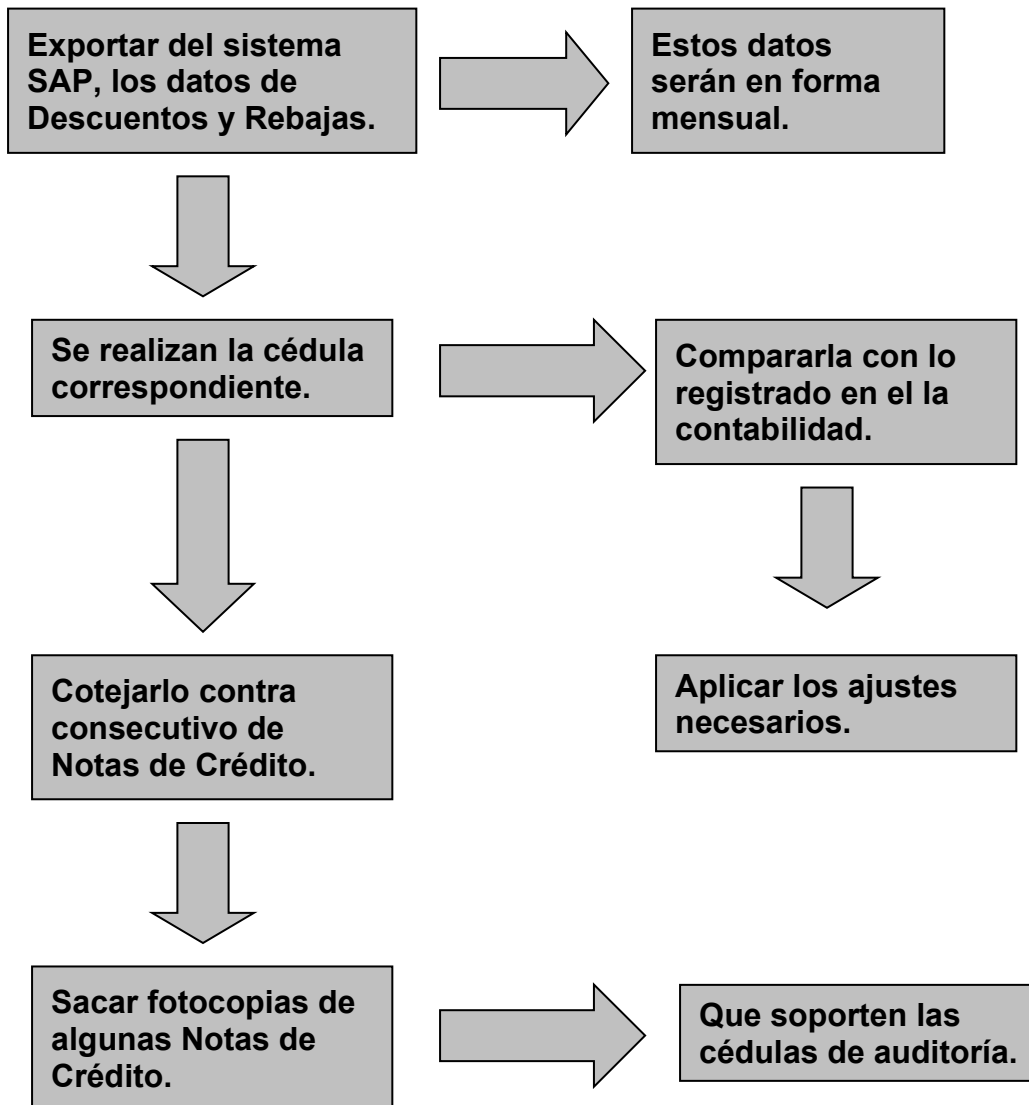 Exportar del sistema
SAP, los datos de
Descuentos y Rebajas.
Estos datos
serán en forma
mensual.
Se realizan la cédula
correspondiente.
Compararla con lo
registrado en el la
contabilidad.
Cotejarlo contra
consecutivo de
Notas de Crédito.
Aplicar los ajustes
necesarios.
Sacar fotocopias de
algunas Notas de
Crédito.
Que soporten las
cédulas de auditoría.